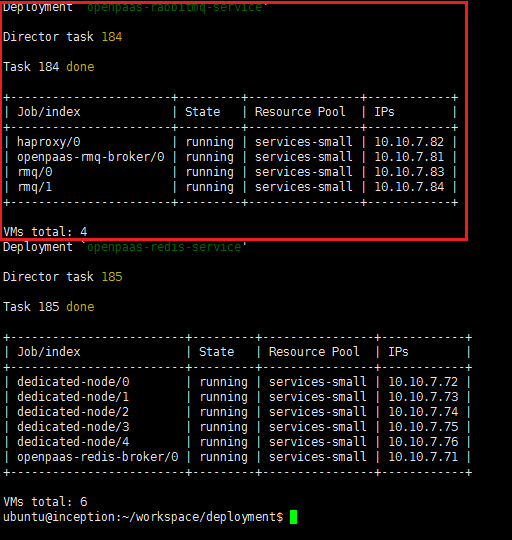 Deployment `openpaas-rabbitmq-service'
Director task 184
Task 184 done
+----------------------+---------+----------------+------------+
| Job/index            | State   | Resource Pool  | IPs        |
+----------------------+---------+----------------+------------+
| haproxy/0            | running | services-small | 10.10.7.82 |
| openpaas-rmq-broker/0 | running | services-small | 10.10.7.81 |
| rmq/0                | running | services-small | 10.10.7.83 |
| rmq/1                | running | services-small | 10.10.7.84 |
+----------------------+---------+----------------+------------+
VMs total: 4
Deployment `openpaas-redis-service'
Director task 185
Task 185 done
+------------------------+---------+----------------+------------+
| Job/index              | State   | Resource Pool  | IPs        |
+------------------------+---------+----------------+------------+
| dedicated-node/0       | running | services-small | 10.10.7.72 |
| dedicated-node/1       | running | services-small | 10.10.7.73 |
| dedicated-node/2       | running | services-small | 10.10.7.74 |
| dedicated-node/3       | running | services-small | 10.10.7.75 |
| dedicated-node/4       | running | services-small | 10.10.7.76 |
| openpaas-redis-broker/0 | running | services-small | 10.10.7.71 |
+------------------------+---------+----------------+------------+
VMs total: 6
ubuntu@inception:~/workspace/deployment$